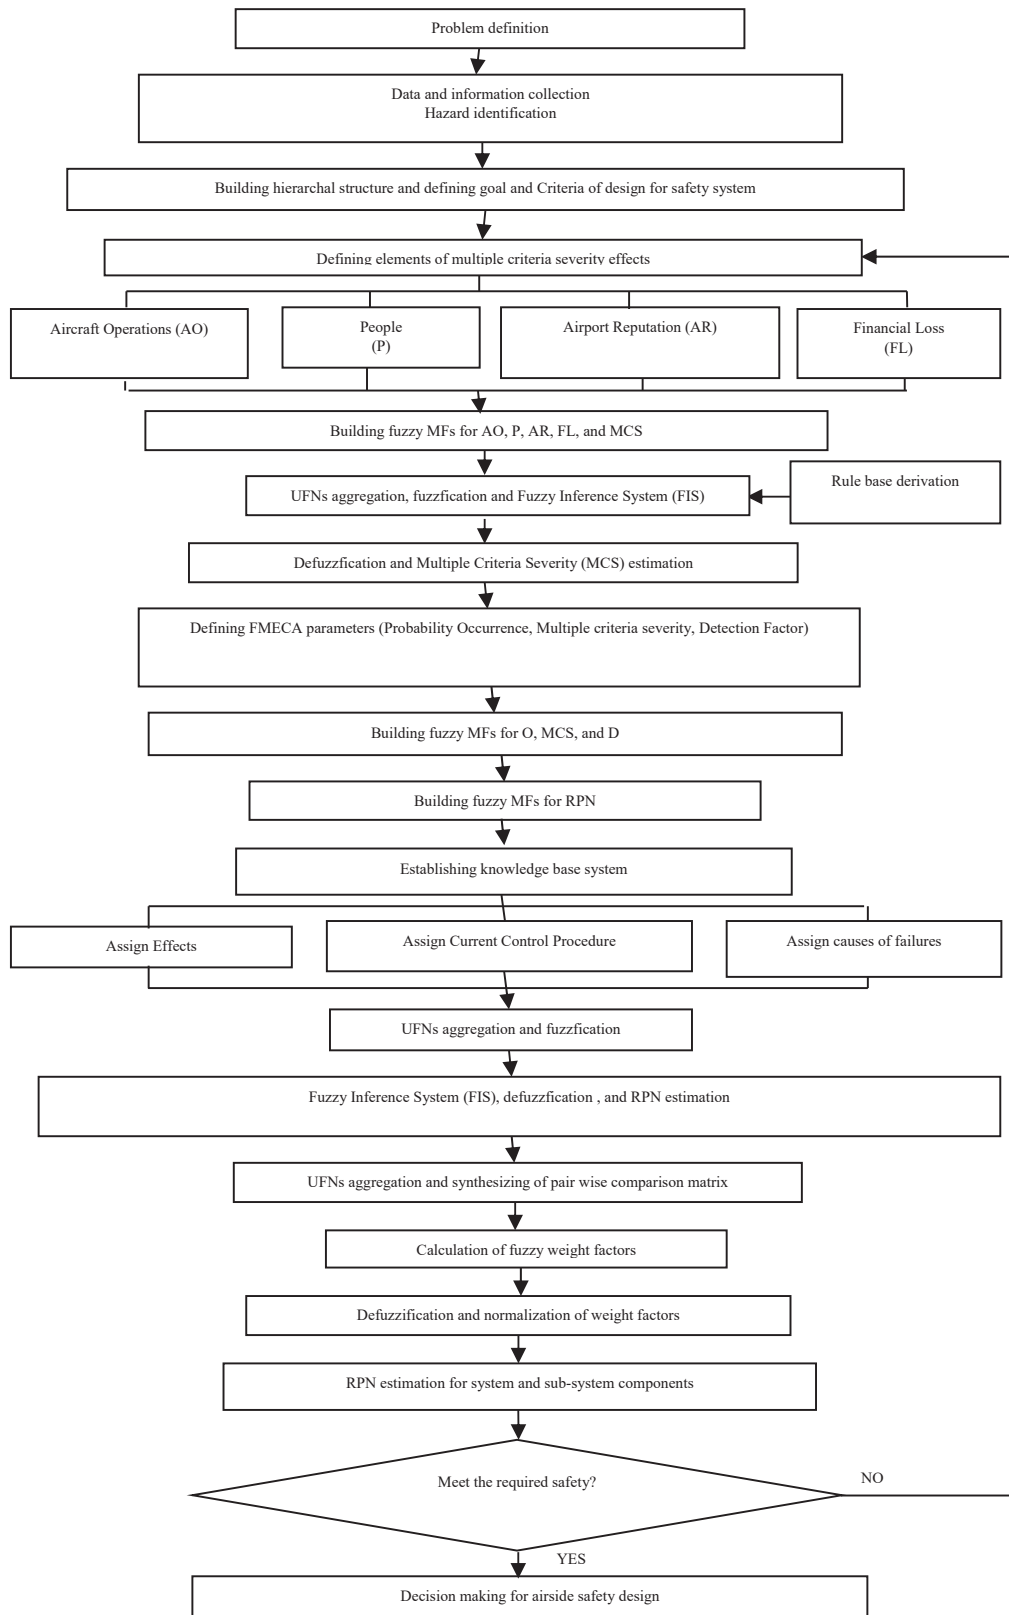 Problem definition
Data and information collection
Hazard identification
Building hierarchal structure and defining goal and Criteria of design for safety system
Defining elements of multiple criteria severity effects
Aircraft Operations (AO)
People
(P)
Airport Reputation (AR)
Financial Loss
(FL)
Building fuzzy MFs for AO, P, AR, FL, and MCS
UFNs aggregation, fuzzfication and Fuzzy Inference System (FIS)
Rule base derivation
Defuzzfication and Multiple Criteria Severity (MCS) estimation
Defining FMECA parameters (Probability Occurrence, Multiple criteria severity, Detection Factor)
Building fuzzy MFs for O, MCS, and D
Building fuzzy MFs for RPN
Establishing knowledge base system
Assign Effects
Assign Current Control Procedure
Assign causes of failures
UFNs aggregation and fuzzfication
Fuzzy Inference System (FIS), defuzzfication , and RPN estimation
UFNs aggregation and synthesizing of pair wise comparison matrix
Calculation of fuzzy weight factors
Defuzzification and normalization of weight factors
RPN estimation for system and sub-system components
Meet the required safety?
NO
YES
Decision making for airside safety design